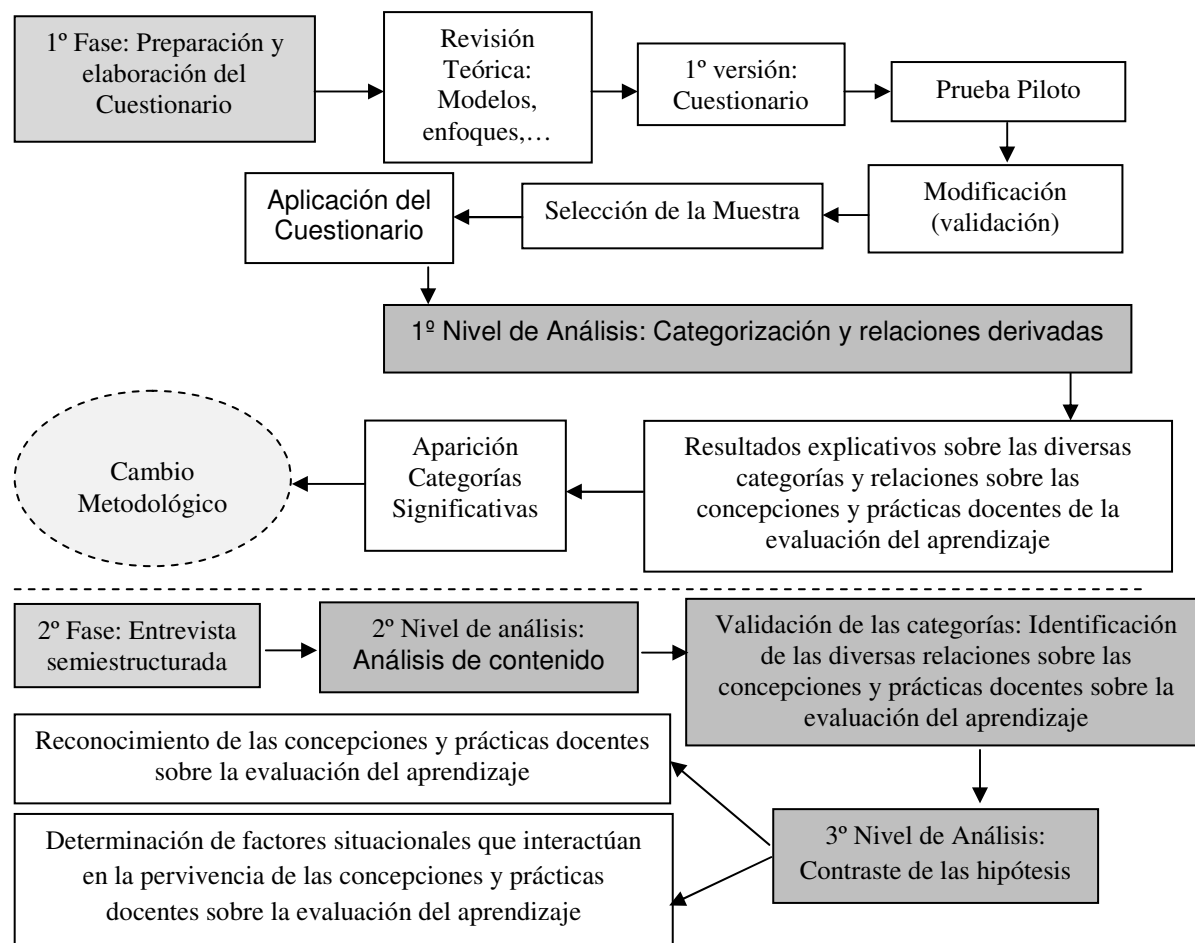 1º Fase: Preparación y
elaboración del
Cuestionario
Revisión
Teórica:
Modelos,
enfoques,…
1º versión:
Cuestionario
Prueba Piloto
Modificación
(validación)
Selección de la Muestra
Aplicación del
Cuestionario
1º Nivel de Análisis: Categorización y relaciones derivadas
Resultados explicativos sobre las diversas
categorías y relaciones sobre las
concepciones y prácticas docentes de la
evaluación del aprendizaje
Aparición
Categorías
Significativas
Cambio
Metodológico
2º Fase: Entrevista
semiestructurada
2º Nivel de análisis:
Análisis de contenido
Validación de las categorías: Identificación
de las diversas relaciones sobre las
concepciones y prácticas docentes sobre la
evaluación del aprendizaje
3º Nivel de Análisis:
Contraste de las hipótesis
Reconocimiento de las concepciones y prácticas docentes
sobre la evaluación del aprendizaje
Determinación de factores situacionales que interactúan
en la pervivencia de las concepciones y prácticas
docentes sobre la evaluación del aprendizaje